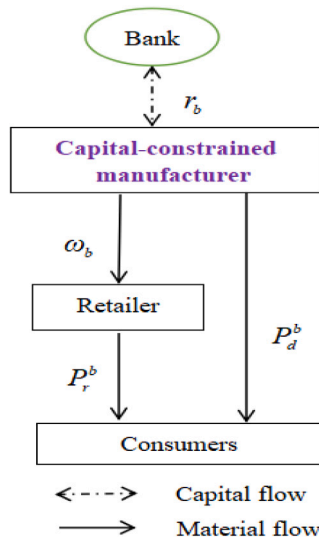 Bank
r_b
Capital-constrained
manufacturer
ω_b
Retailer
P_d^b
P_r^b
Consumers
Capital flow
Material flow